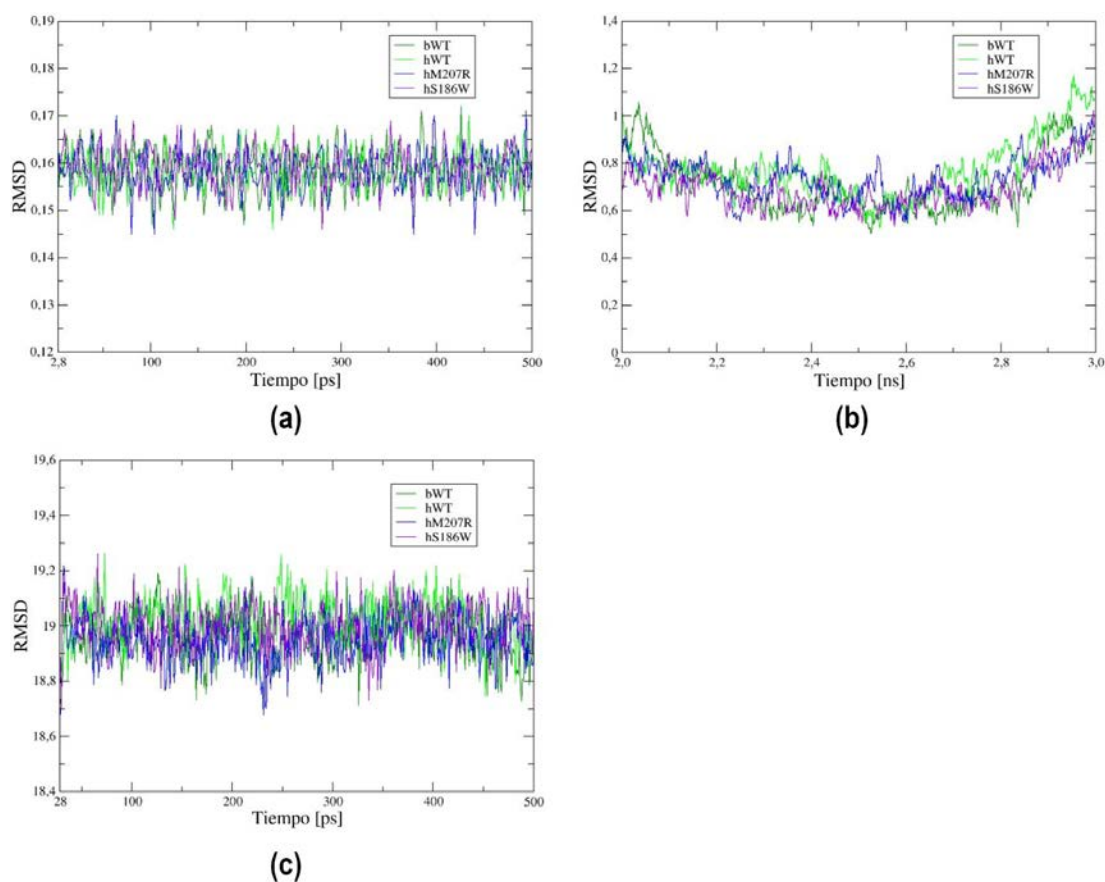 0,19
0,18
0,17
0,16
0,15
0,14
0,13
0,12
RMSD
bWT
hWT
hM207R
hS186W
2,8 100 200 300 400 500
Tiempo [ps]
(a)
1,4
1,2
1
0,8
0,6
0,4
0,2
0
RMSD
bWT
hWT
hM207R
hS186W
2,0 2,2 2,4 2,6 2,8 3,0
Tiempo [ns]
(b)
19,6
19,4
19,2
19
18,8
18,6
18,4
RMSD
bWT
hWT
hM207R
hS186W
28 100 200 300 400 500
Tiempo [ps]
(c)